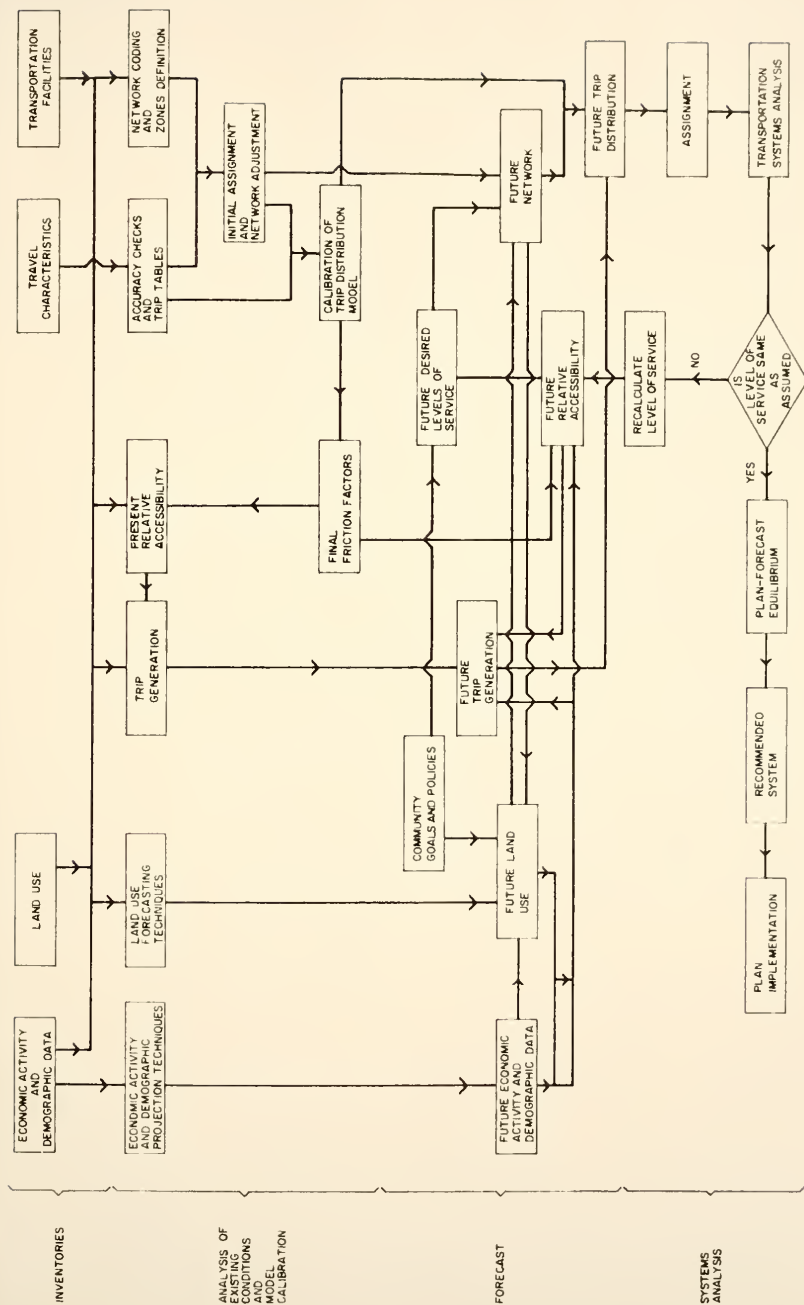 INVENTORIES
ECONOMIC ACTIVITY
AND
DEMOGRAPHIC DATA
LAND USE
TRAVEL
CHARACTERISTICS
TRANSPORTATION
FACILITIES
ANALYSIS OF
EXISTING
CONDITIONS
AND
MODEL
CALIBRATION
ECONOMIC ACTIVITY
AND DEMOGRAPHIC
PROJECTION TECHNIQUES
LAND USE
FORECASTING
TECHNIQUES
TRIP
GENERATION
PRESENT
RELATIVE
ACCESSIBILITY
ACCURACY CHECKS
AND
TRIP TABLES
NETWORK CODING
AND
ZONES DEFINITION
INITIAL ASSIGNMENT
AND
NETWORK ADJUSTMENT
FINAL
FRICTION FACTORS
CALIBRATION OF
TRIP DISTRIBUTION
MODEL
FORECAST
COMMUNITY
GOALS AND POLICIES
FUTURE DESIRED
LEVELS OF
SERVICE
FUTURE ECONOMIC
ACTIVITY AND
DEMOGRAPHIC DATA
FUTURE LAND
USE
FUTURE
TRIP
GENERATION
FUTURE
RELATIVE
ACCESSIBILITY
FUTURE
NETWORK
FUTURE TRIP
DISTRIBUTION
SYSTEMS
ANALYSIS
RECALCULATE
LEVEL OF SERVICE
ASSIGNMENT
NO
PLAN
IMPLEMENTATION
RECOMMENDED
SYSTEM
PLAN-FORECAST
EQUILIBRIUM
YES
IS
LEVEL OF
SERVICE SAME
AS
ASSUMED
TRANSPORTATION
SYSTEMS ANALYSIS